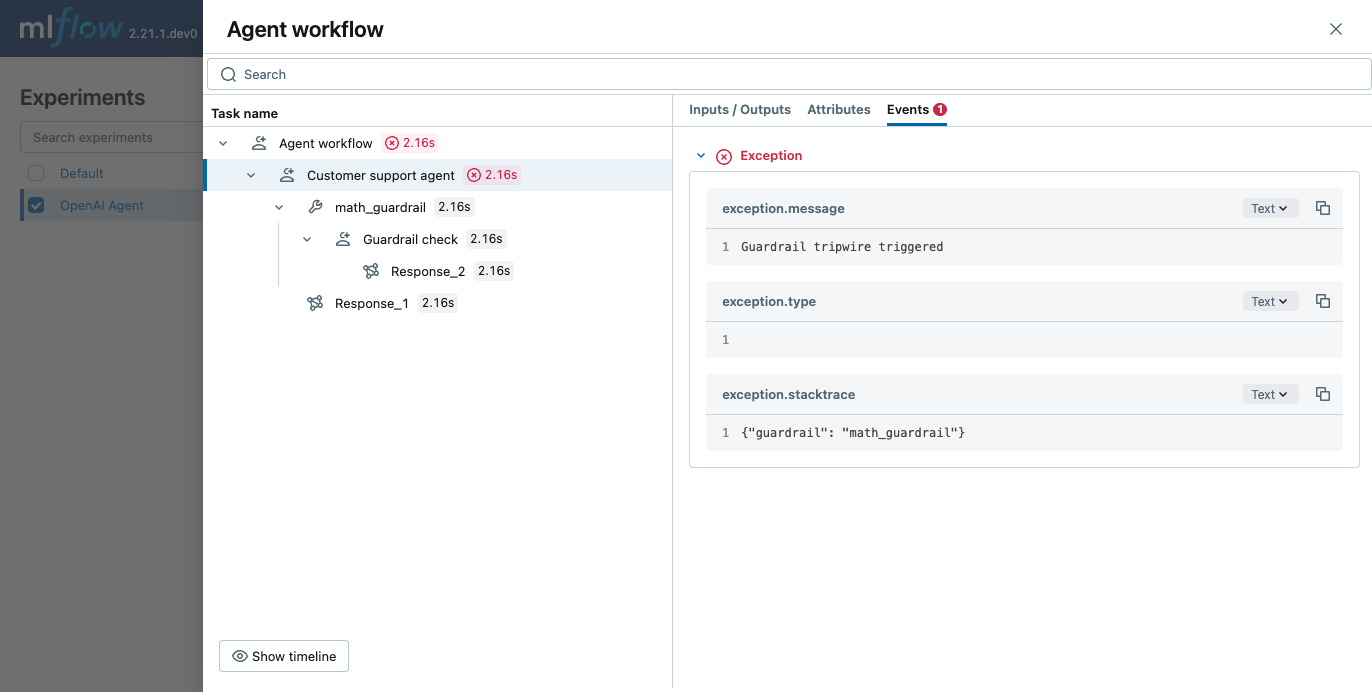 mlflow 2.21.1.dev0
Experiments
Search experiments
Default
OpenAI Agent
Agent workflow
Search
Task name
Agent workflow 2.16s
Customer support agent 2.16s
math_guardrail 2.16s
Guardrail check 2.16s
Response_2 2.16s
Response_1 2.16s
Show timeline
Inputs / Outputs Attributes Events 1
Exception
exception.message Text
1 Guardrail tripwire triggered
exception.type Text
1
exception.stacktrace Text
1 {"guardrail": "math_guardrail"}